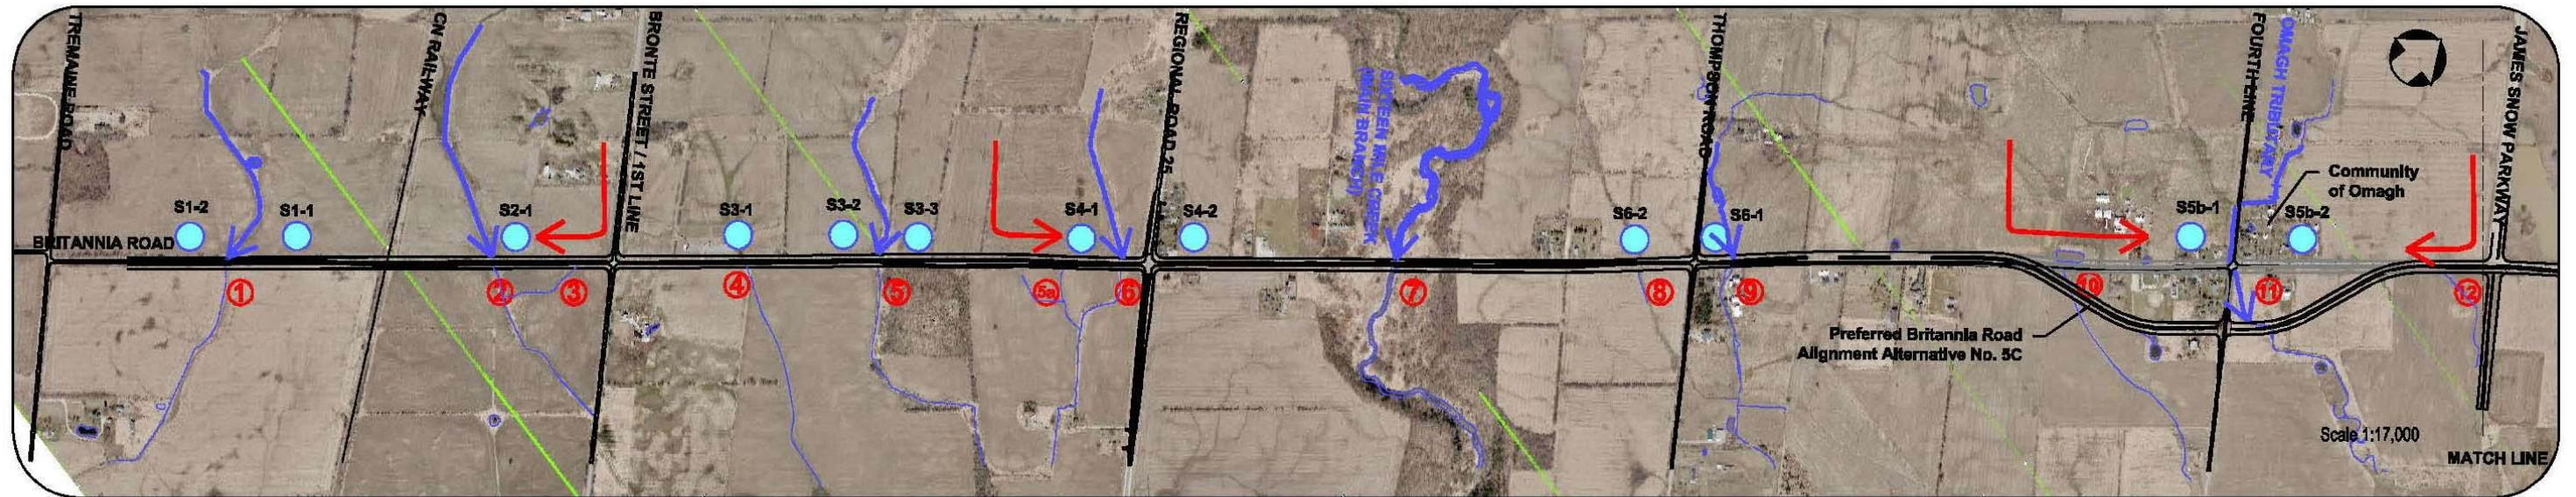 TREMAINE ROAD
CN RAILWAY
BRONTE STREET / 1ST LINE
REGIONAL ROAD 25
SIXTEEN MILE CREEK
(MAIN BRANCH)
THOMPSON ROAD
FOURTH LINE
OMAGH TRIBUTARY
JAMES SNOW PARKWAY
Community
of Omagh
S1-2
S1-1
S2-1
S3-1
S3-2
S3-3
S4-1
S4-2
S6-2
S6-1
S5b-1
S5b-2
BRITANNIA ROAD
1
2
3
4
5
5a
6
7
8
9
10
11
12
Preferred Britannia Road
Alignment Alternative No. 5C
Scale 1:17,000
MATCH LINE